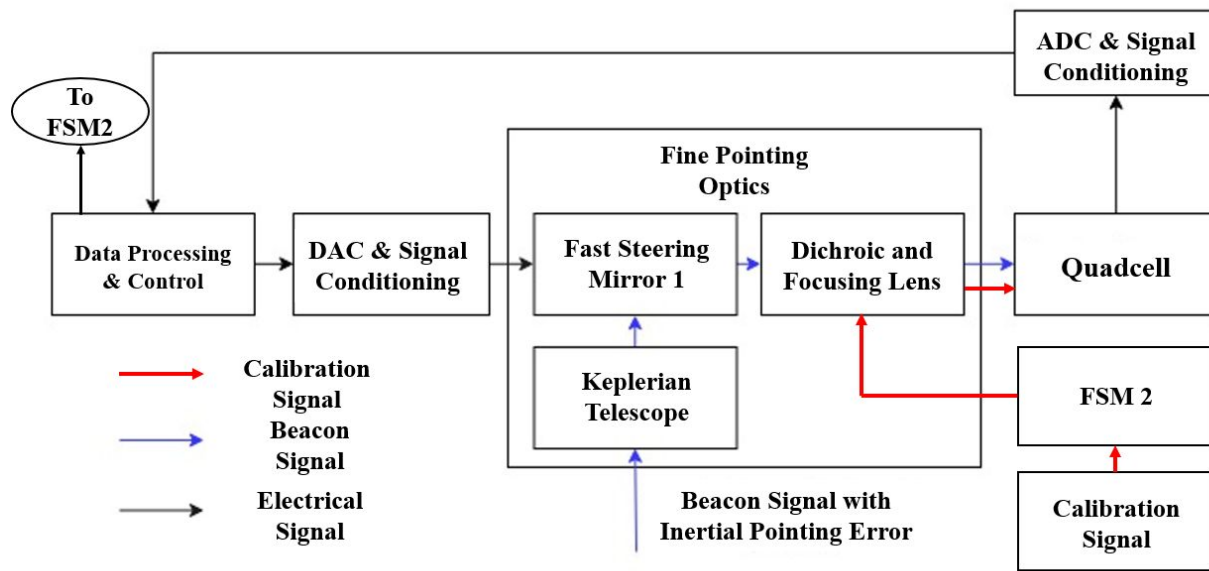 ADC & Signal
Conditioning
To
FSM2
Fine Pointing
Optics
Data Processing
& Control
DAC & Signal
Conditioning
Fast Steering
Mirror 1
Dichroic and
Focusing Lens
Quadcell
Calibration
Signal
Beacon
Signal
Electrical
Signal
Keplerian
Telescope
FSM 2
Beacon Signal with
Inertial Pointing Error
Calibration
Signal